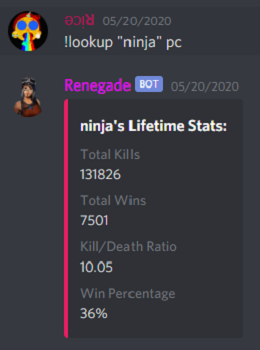 ɘoiЯ 05/20/2020
!lookup "ninja" pc
Renegade BOT 05/20/2020
ninja's Lifetime Stats:
Total Kills
131826
Total Wins
7501
Kill/Death Ratio
10.05
Win Percentage
36%